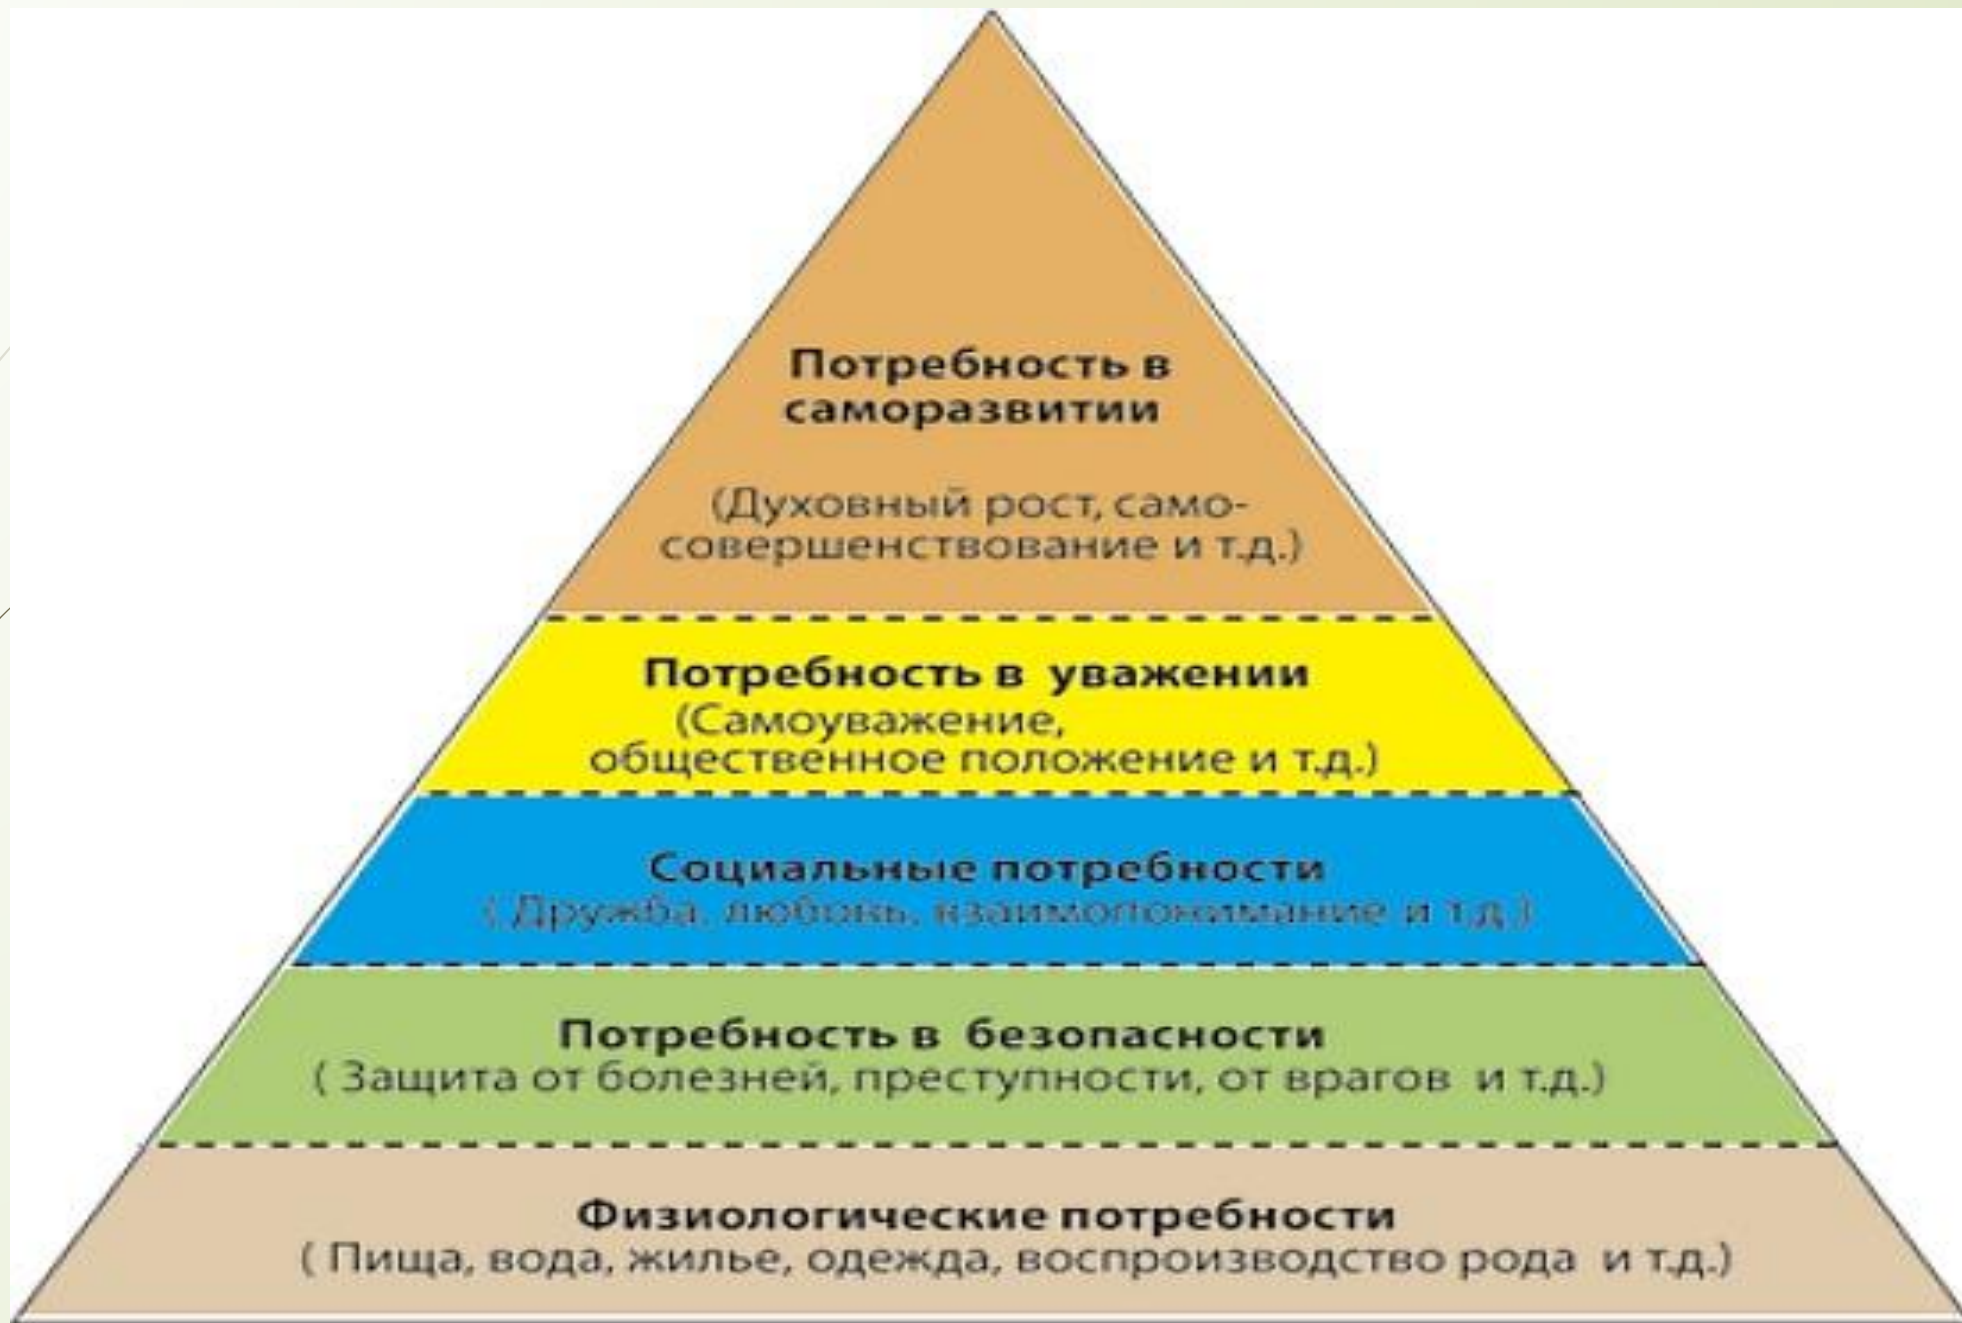 Потребность в
саморазвитии
(Духовный рост, само-
совершенствование и т.д.)
Потребность в уважении
(Самоуважение,
общественное положение и т.д.)
Социальные потребности
( Дружба, любовь, взаимопонимание и т.д.)
Потребность в безопасности
( Защита от болезней, преступности, от врагов и т.д.)
Физиологические потребности
( Пища, вода, жилье, одежда, воспроизводство рода и т.д.)